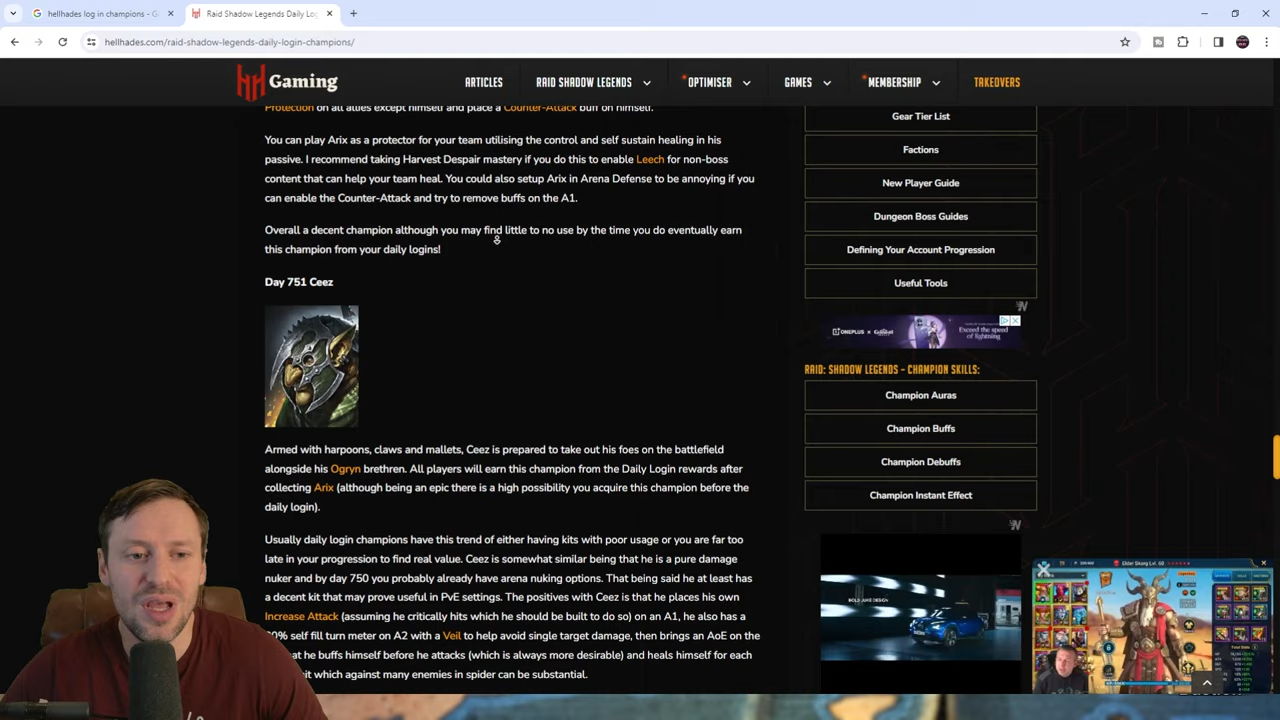 hellhades log in champions - G
Raid Shadow Legends Daily Lo
hellhades.com/raid-shadow-legends-daily-login-champions/
Gaming
ARTICLES
RAID SHADOW LEGENDS
OPTIMISER
GAMES
MEMBERSHIP
TAKEOVERS
Protection on all allies except himself and place a Counter-Attack buff on himself.
You can play Arix as a protector for your team utilising the control and self sustain healing in his
passive. I recommend taking Harvest Despair mastery if you do this to enable Leech for non-boss
content that can help your team heal. You could also setup Arix in Arena Defense to be annoying if you
can enable the Counter-Attack and try to remove buffs on the A1.
Overall a decent champion although you may find little to no use by the time you do eventually earn
this champion from your daily logins!
Day 751 Ceez
Armed with harpoons, claws and mallets, Ceez is prepared to take out his foes on the battlefield
alongside his Ogryn brethren. All players will earn this champion from the Daily Login rewards after
collecting Arix (although being an epic there is a high possibility you acquire this champion before the
daily login).
Usually daily login champions have this trend of either having kits with poor usage or you are far too
late in your progression to find real value. Ceez is somewhat similar being that he is a pure damage
nuker and by day 750 you probably already have arena nuking options. That being said he at least has
a decent kit that may prove useful in PvE settings. The positives with Ceez is that he places his own
Increase Attack (assuming he critically hits which he should be built to do so) on an A1, he also has a
self fill turn meter on A2 with a Veil to help avoid single target damage, then brings an AoE on the
he buffs himself before he attacks (which is always more desirable) and heals himself for each
which against many enemies in spider can be substantial.
Gear Tier List
Factions
New Player Guide
Dungeon Boss Guides
Defining Your Account Progression
Useful Tools
ONEPLUS
Exceed the speed
of lightning
RAID: SHADOW LEGENDS - CHAMPION SKILLS:
Champion Auras
Champion Buffs
Champion Debuffs
Champion Instant Effect
BOLD JUKE DESIGN
Elder Skarg Lvl. 60